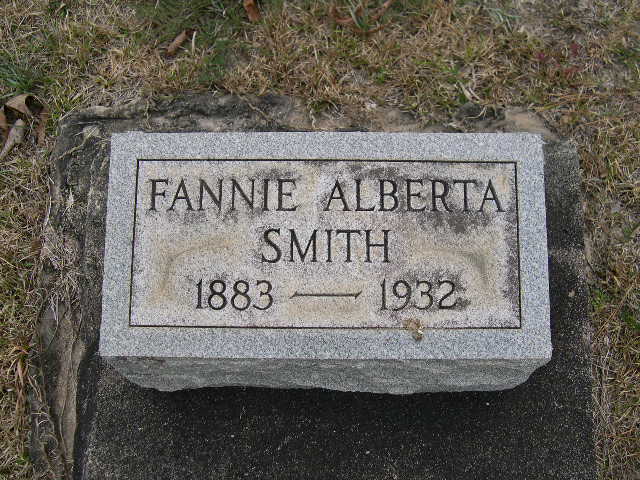 FANNIE ALBERTA
SMITH
1883 — 1932